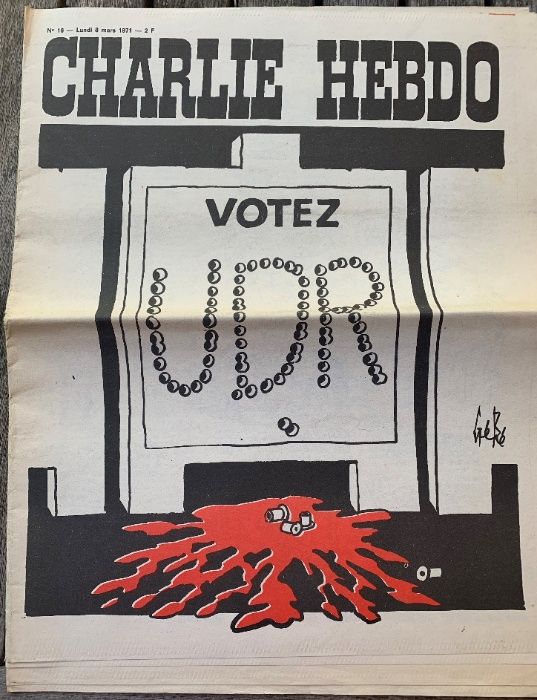 N° 16 — Lundi 8 mars 1971 — 2 F
CHARLIE HEBDO
VOTEZ
UDR
GéBé